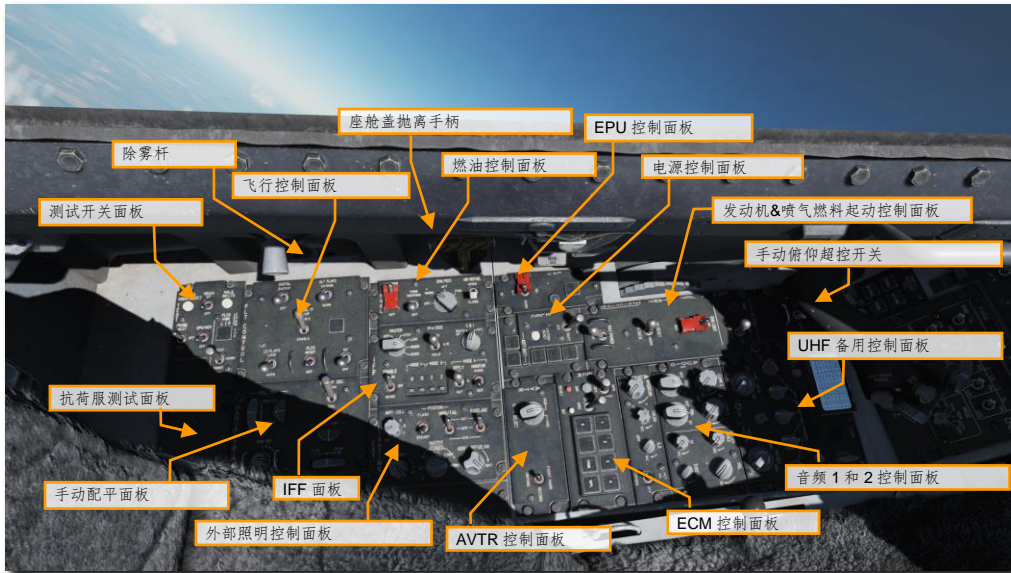 座舱盖抛离手柄
EPU 控制面板
除雾杆
燃油控制面板
电源控制面板
飞行控制面板
测试开关面板
发动机&喷气燃料起动控制面板
手动俯仰超控开关
UHF 备用控制面板
抗荷服测试面板
手动配平面板
IFF 面板
音频 1 和 2 控制面板
外部照明控制面板
AVTR 控制面板
ECM 控制面板